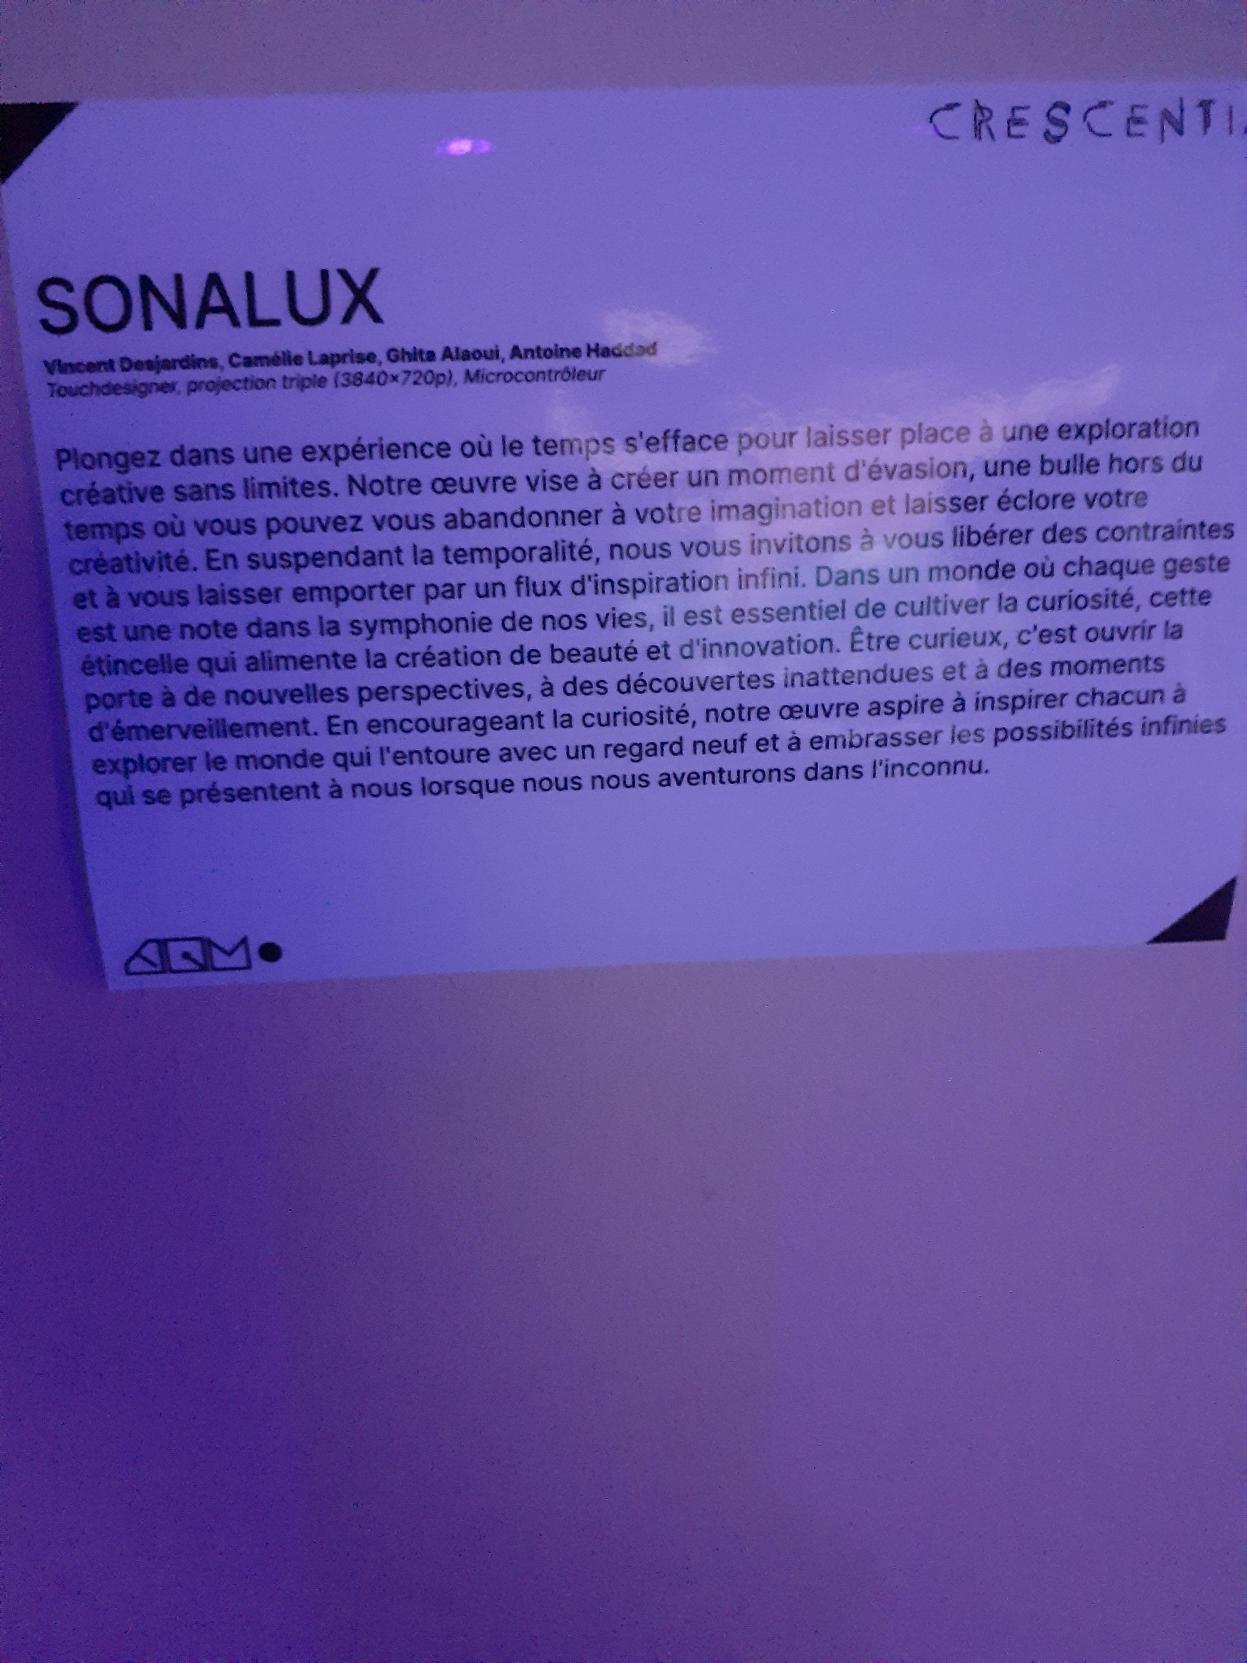 CRESCENTI
SONALUX
Vincent Desjardins, Camélie Laprise, Ghita Alaoui, Antoine Haddad
Touchdesigner, projection triple (3840×720p), Microcontrôleur
Plongez dans une expérience où le temps s'efface pour laisser place à une exploration
créative sans limites. Notre œuvre vise à créer un moment d'évasion, une bulle hors du
temps où vous pouvez vous abandonner à votre imagination et laisser éclore votre
créativité. En suspendant la temporalité, nous vous invitons à vous libérer des contraintes
et à vous laisser emporter par un flux d'inspiration infini. Dans un monde où chaque geste
est une note dans la symphonie de nos vies, il est essentiel de cultiver la curiosité, cette
étincelle qui alimente la création de beauté et d'innovation. Être curieux, c'est ouvrir la
porte à de nouvelles perspectives, à des découvertes inattendues et à des moments
d'émerveillement. En encourageant la curiosité, notre œuvre aspire à inspirer chacun à
explorer le monde qui l'entoure avec un regard neuf et à embrasser les possibilités infinies
qui se présentent à nous lorsque nous nous aventurons dans l'inconnu.